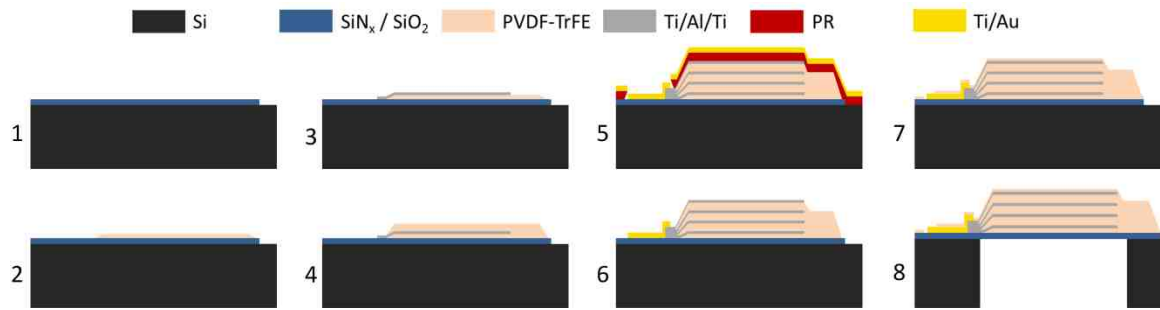 Si SiNₓ / SiO₂ PVDF-TrFE Ti/Al/Ti PR Ti/Au
1 3 5 7
2 4 6 8